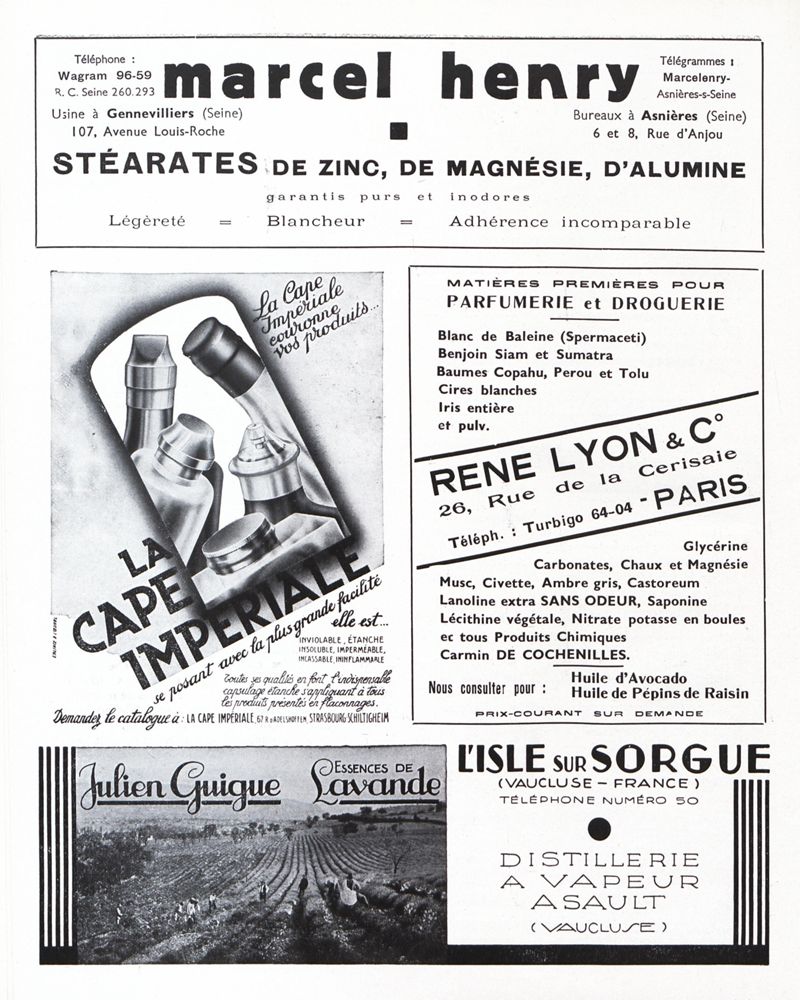 Téléphone :
Wagram 96-59
R. C. Seine 260.293
marcel henry
Télégrammes :
Marcelenry-
Asnières-s-Seine
Usine à Gennevilliers (Seine)
107, Avenue Louis-Roche
Bureaux à Asnières (Seine)
6 et 8, Rue d'Anjou
STÉARATES DE ZINC, DE MAGNÉSIE, D'ALUMINE
garantis purs et inodores
Légèreté = Blancheur = Adhérence incomparable
La Cape
Impériale
couronne
vos produits...
LA
CAPE
IMPERIALE
se posant avec la plus grande facilité
elle est...
INVIOLABLE, ÉTANCHE
INSOLUBLE, IMPERMÉABLE,
INCASSABLE, ININFLAMMABLE
Toutes ses qualités en font l'indispensable
capsulage étanche s'appliquant à tous
les produits présentés en flaconnages.
Demandez le catalogue à : LA CAPE IMPÉRIALE, 67 R. D'ADELSHOFFEN, STRASBOURG-SCHILTIGHEIM
MATIÈRES PREMIÈRES POUR
PARFUMERIE et DROGUERIE
Blanc de Baleine (Spermaceti)
Benjoin Siam et Sumatra
Baumes Copahu, Perou et Tolu
Cires blanches
Iris entière
et pulv.
RENE LYON & C°
26, Rue de la Cerisaie
Téléph. : Turbigo 64-04 - PARIS
Glycérine
Carbonates, Chaux et Magnésie
Musc, Civette, Ambre gris, Castoreum
Lanoline extra SANS ODEUR, Saponine
Lécithine végétale, Nitrate potasse en boules
ec tous Produits Chimiques
Carmin DE COCHENILLES.
Nous consulter pour :
Huile d'Avocado
Huile de Pépins de Raisin
PRIX-COURANT SUR DEMANDE
Julien Guigue
ESSENCES DE
Lavande
L'ISLE SUR SORGUE
(VAUCLUSE – FRANCE)
TÉLÉPHONE NUMÉRO 50
DISTILLERIE
A VAPEUR
A SAULT
(VAUCLUSE)